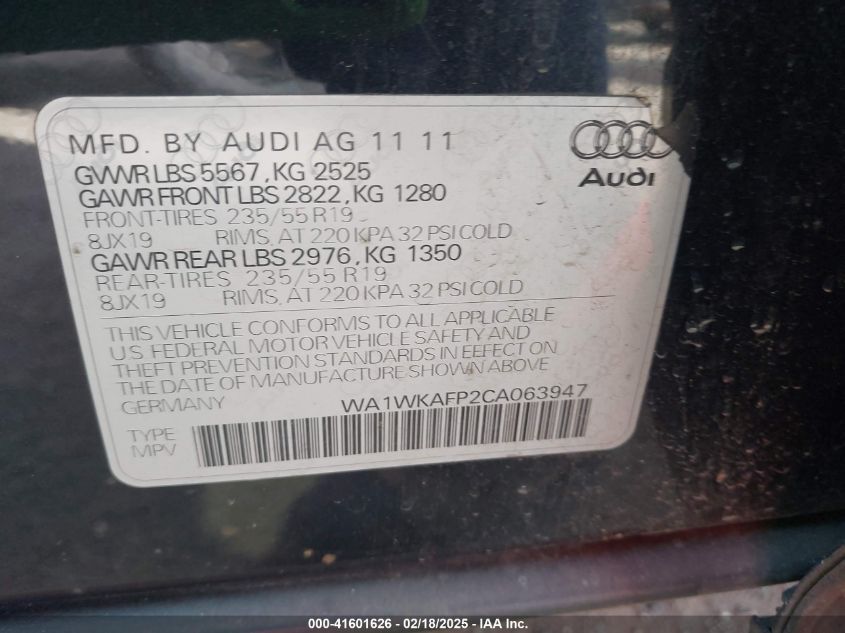 MFD. BY AUDI AG 11 11
GVWR LBS 5567, KG 2525
GAWR FRONT LBS 2822, KG 1280
FRONT-TIRES 235/55 R19
8JX19 RIMS, AT 220 KPA 32 PSI COLD
GAWR REAR LBS 2976, KG 1350
REAR-TIRES 235/55 R19
8JX19 RIMS, AT 220 KPA 32 PSI COLD
THIS VEHICLE CONFORMS TO ALL APPLICABLE
US FEDERAL MOTOR VEHICLE SAFETY AND
THEFT PREVENTION STANDARDS IN EFFECT ON
THE DATE OF MANUFACTURE SHOWN ABOVE
GERMANY WA1WKAFP2CA063947
TYPE
MPV
Audi
000-41601626 - 02/18/2025 - IAA Inc.